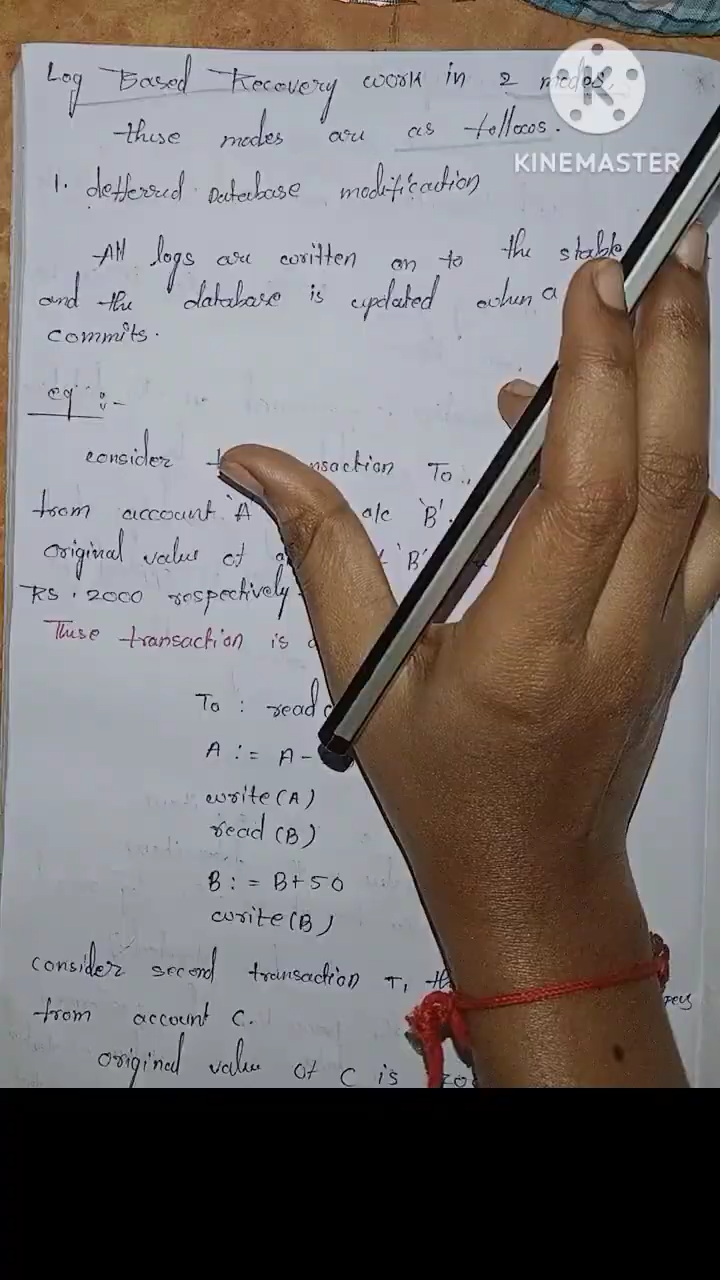 Log Based Recovery work in 2 modes,
KINEMASTER
these modes are as follows.
1. deffered Database modification
All logs are written on to the stable
and the database is updated when a
commits.
eg :-
consider To,
from account 'A' a/c 'B'.
original value of 'B'
Rs. 2000 respectively
These transaction is
To : read
A := A -
write(A)
read (B)
B := B+50
write(B)
consider second transaction T1
from account C.
original value of C is